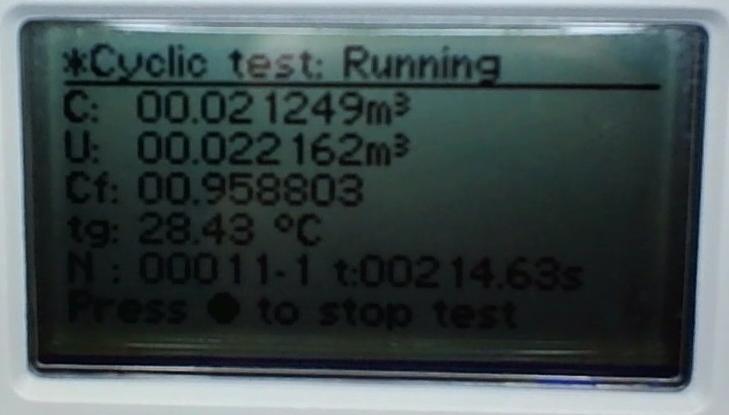 *Cyclic test: Running
C: 00.021249m³
U: 00.022162m³
Cf: 00.958803
tg: 28.43 °C
N : 00011-1 t:00214.63s
Press ● to stop test